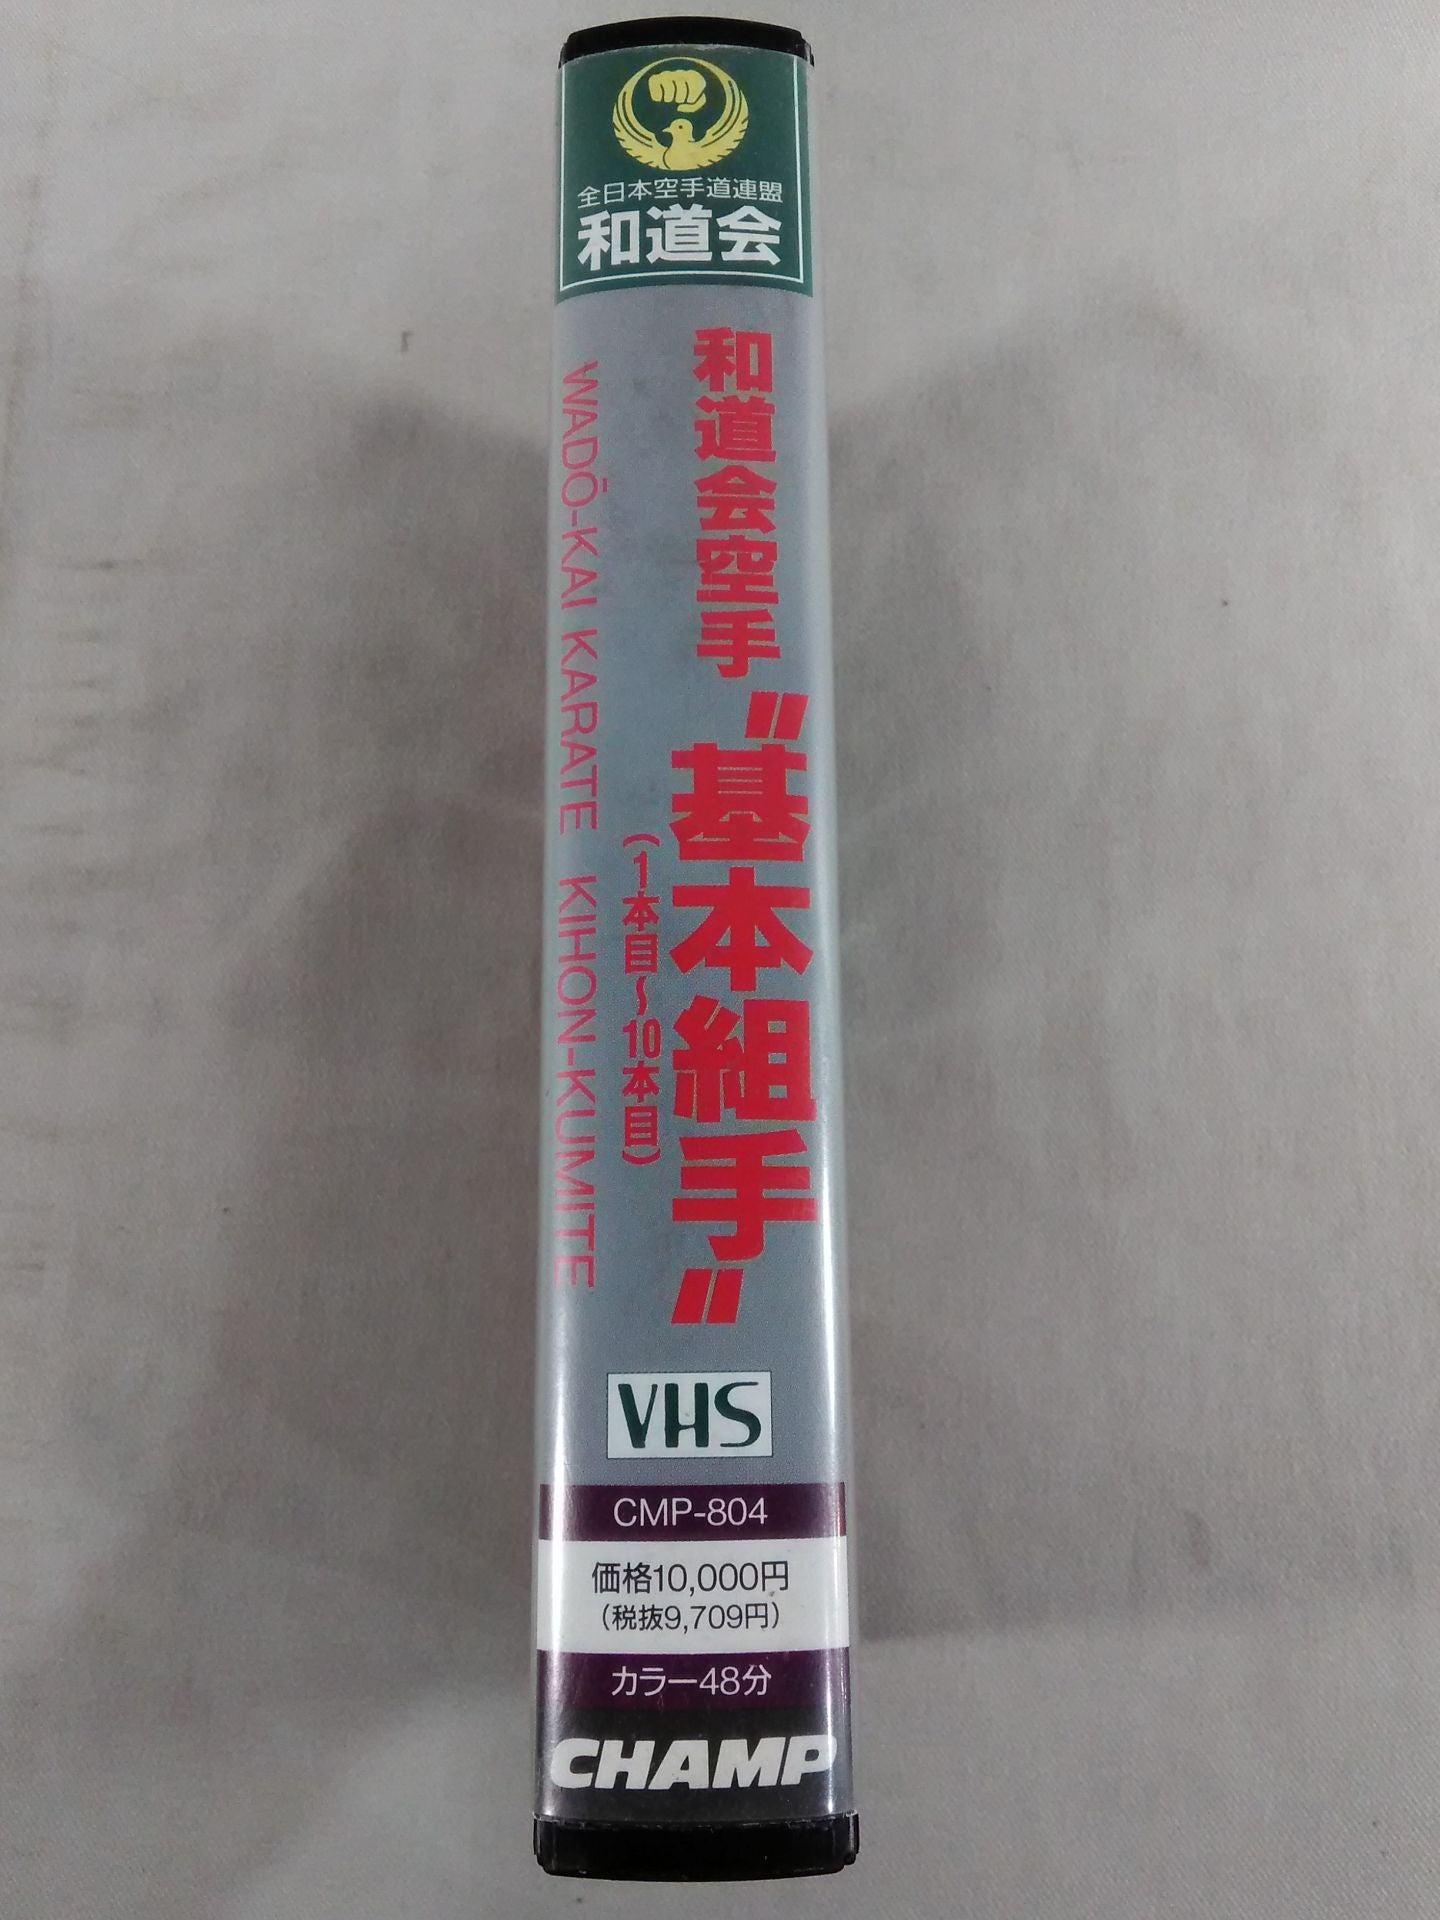 全日本空手道連盟
和道会
和道会空手
"基本組手"
(1本目〜10本目)
WADŌ-KAI KARATE KIHON-KUMITE
VHS
CMP-804
価格10,000円
(税抜9,709円)
カラー48分
CHAMP